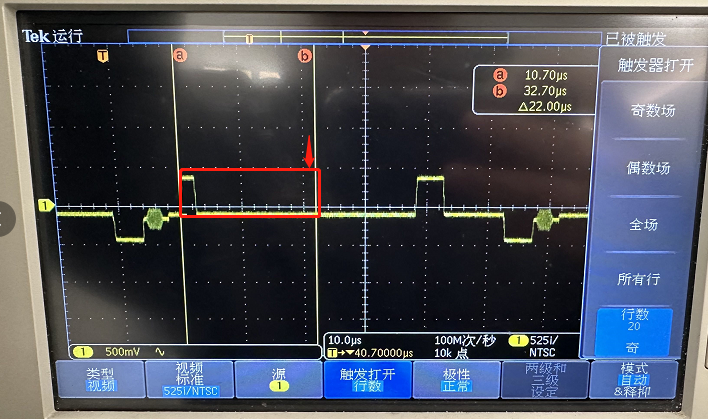 Tek 运行
已被触发
T
a
b
T
触发器打开
a 10.70μs
b 32.70μs
△22.00μs
奇数场
偶数场
1
全场
所有行
行数
20
奇
1 500mV
10.0μs
100M次/秒
1 525I/
T→▼40.70000μs
10k 点
NTSC
类型
视频
视频
标准
525I/NTSC
源
1
触发打开
行数
极性
正常
两级和
三级
设定
模式
自动
&释抑